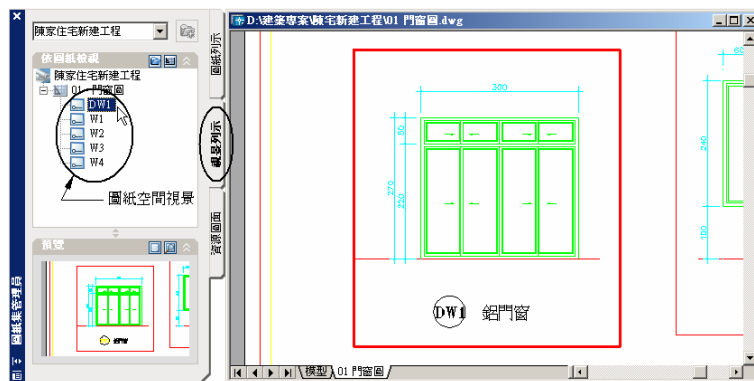 陳家住宅新建工程
依圖紙檢視
陳家住宅新建工程
01 門窗圖
DW1
W1
W2
W3
W4
圖紙空間視景
預覽
圖紙集管理員
圖紙列示
視景列示
資源圖面
D:\建築專案\陳宅新建工程\01 門窗圖.dwg
300
50
270
220
240
100
DW1 鋁門窗
模型
01 門窗圖